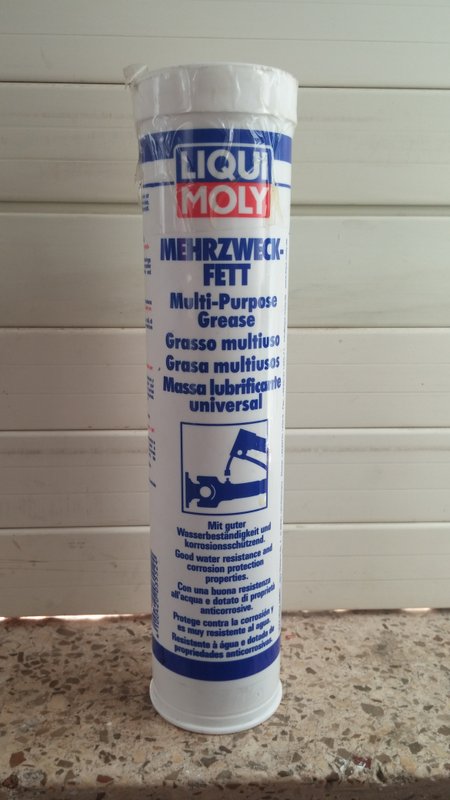 LIQUI
MOLY
MEHRZWECK-
FETT
Multi-Purpose
Grease
Grasso multiuso
Grasa multiusos
Massa lubrificante
universal
Mit guter
Wasserbeständigkeit und
korrosionsschützend.
Good water resistance and
corrosion protection
properties.
Con una buona resistenza
all'acqua e dotato di proprietà
anticorrosive.
Protege contra la corrosión y
es muy resistente al agua.
Resistente à água e dotada de
propriedades anticorrosivas.